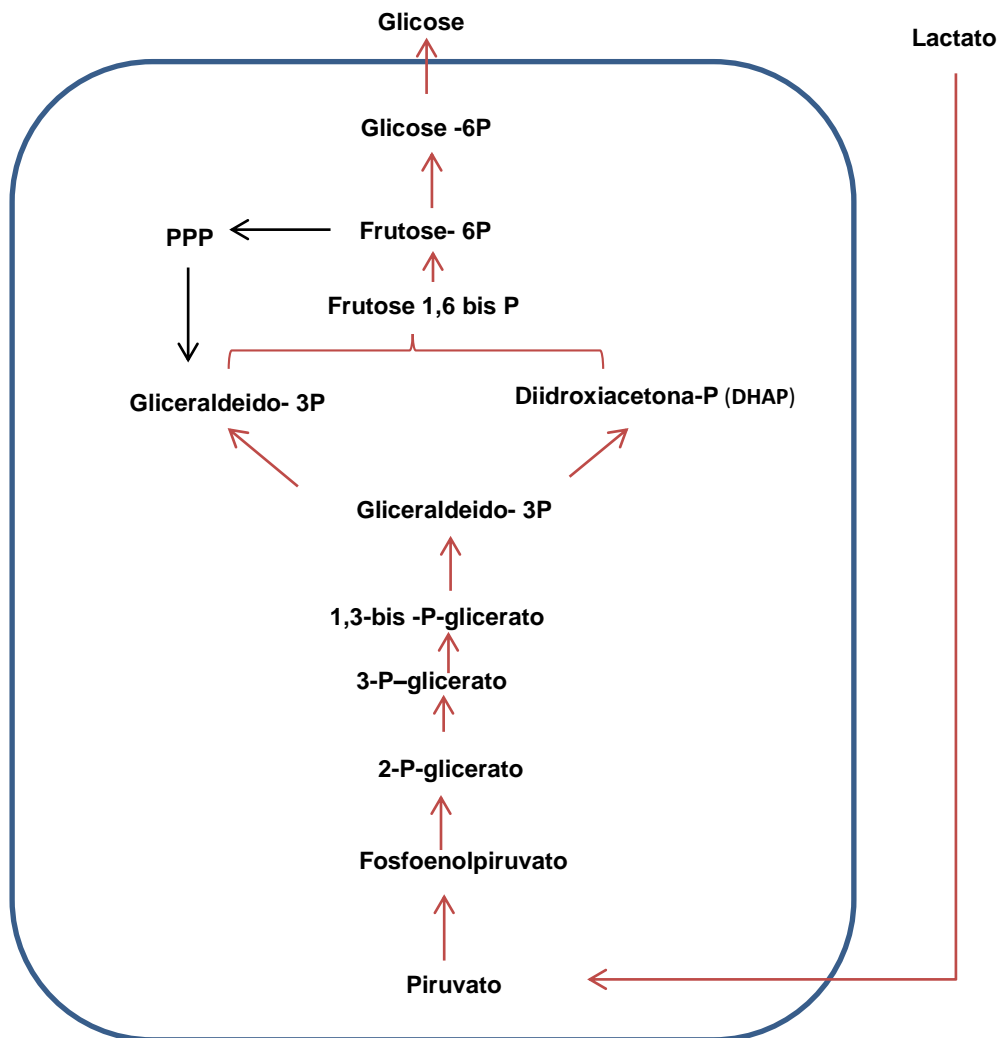 Glicose
Lactato
Glicose -6P
PPP
Frutose- 6P
Frutose 1,6 bis P
Gliceraldeido- 3P
Diidroxiacetona-P (DHAP)
Gliceraldeido- 3P
1,3-bis -P-glicerato
3-P–glicerato
2-P-glicerato
Fosfoenolpiruvato
Piruvato